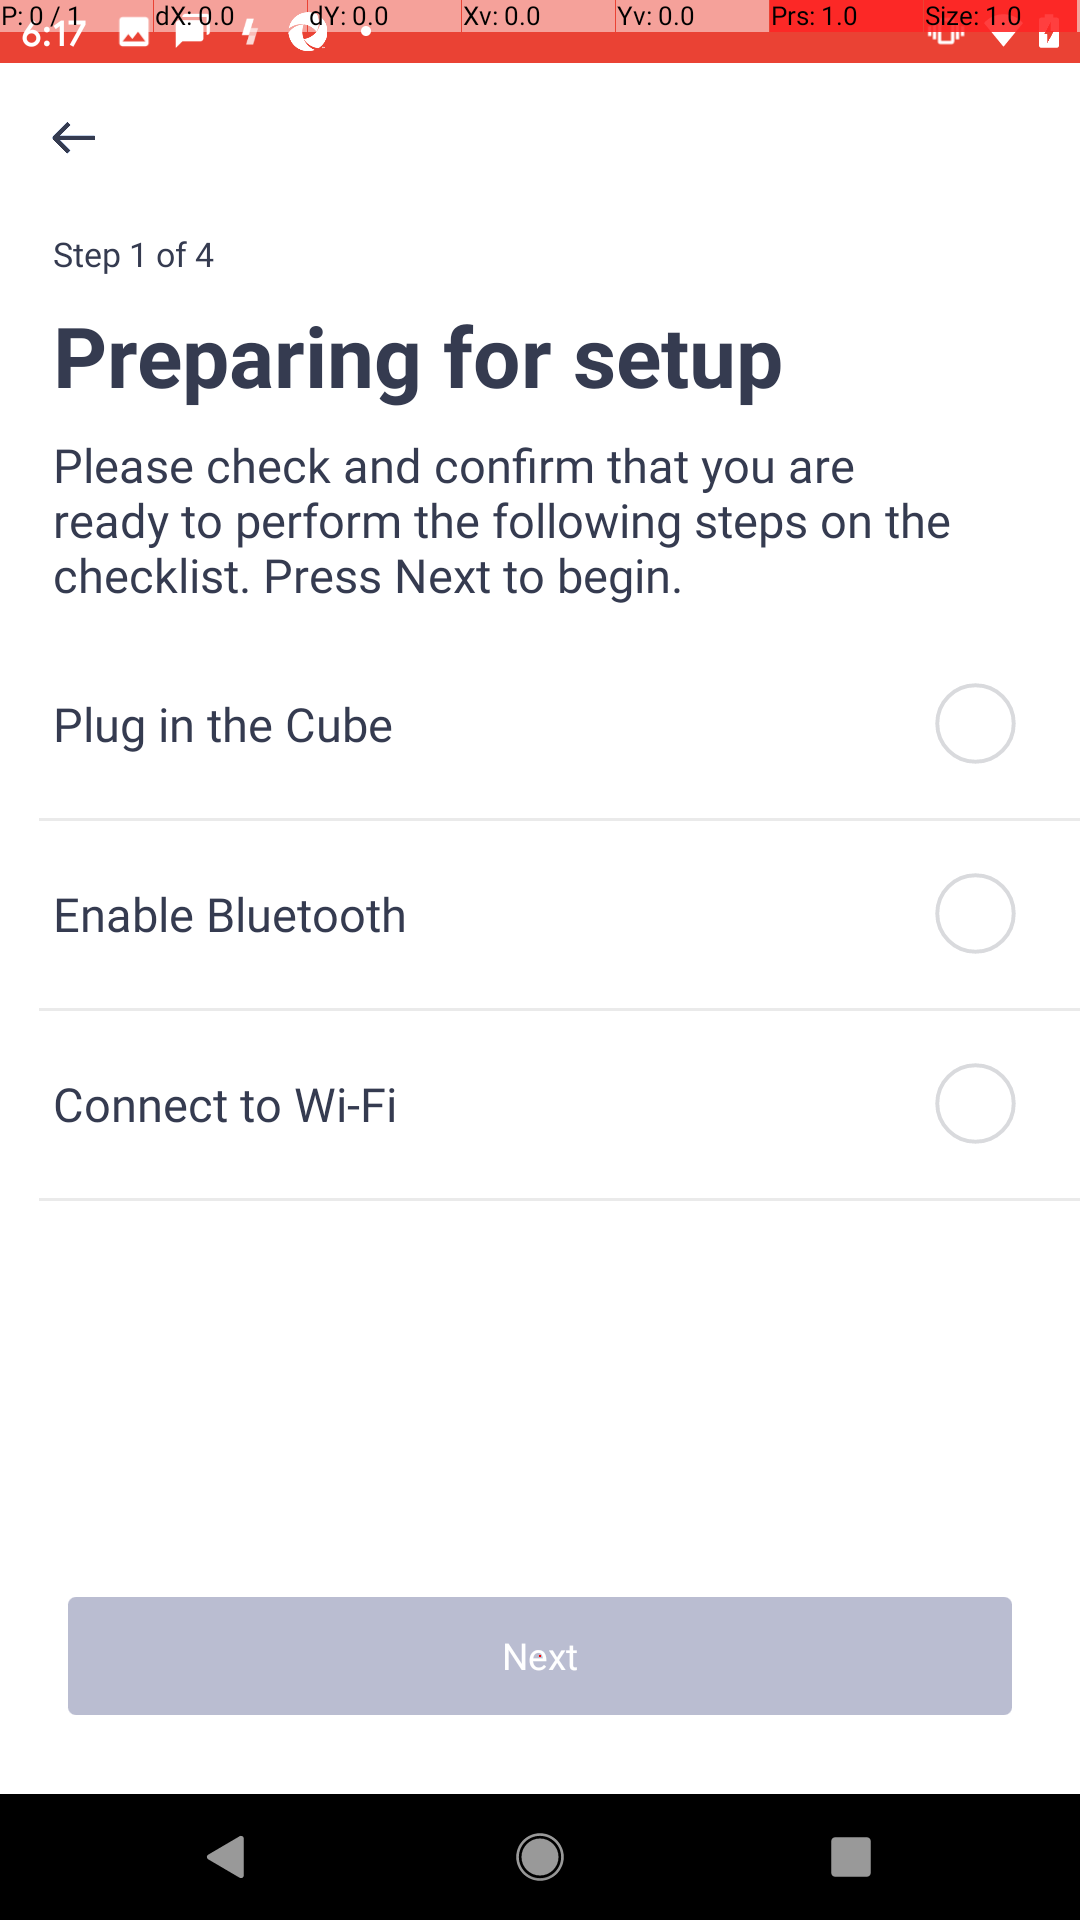 P: 0 / 1 dX: 0.0 dY: 0.0 Xv: 0.0 Yv: 0.0 Prs: 1.0 Size: 1.0
6:17
Step 1 of 4
Preparing for setup
Please check and confirm that you are
ready to perform the following steps on the
checklist. Press Next to begin.
Plug in the Cube
Enable Bluetooth
Connect to Wi-Fi
Next